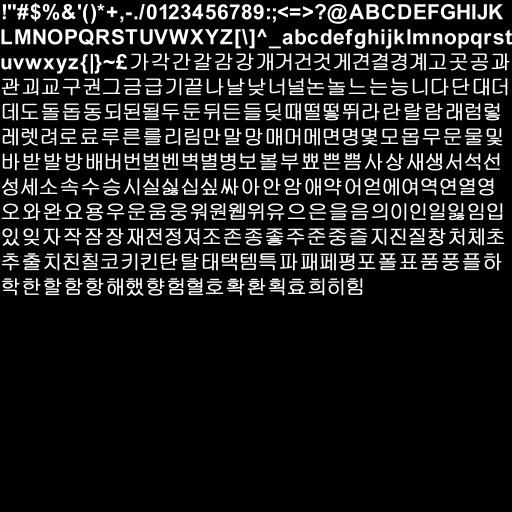 !"#$%&'()*+,-./0123456789:;<=>?@ABCDEFGHIJK
LMNOPQRSTUVWXYZ[\]^_abcdefghijklmnopqrst
uvwxyz{|}~£가각간갈감강개거건것게견결경계고곳공과
관괴교구권그금급기끝나날낮너널논놀느는능니다단대더
데도돌돕동되된될두둔뒤든들딪때떨떻뛰라란랄람래럼렇
레렛려로료루른를리림만말망매머메면명몇모몹무문물및
바받발방배버번벌벤벽별병보볼부뾰쁜쁨사상새생서석선
성세소속수승시실싫십싶싸아안암애약어얻에여역연열영
오와완요용우운움웅워원웹위유으은을음의이인일잃임입
있잊자작잠장재전정젖조존종좋주준중즐지진질창처체초
추출치친칠코키킨탄탈태택템특파패페평포폴표품풍플하
학한할함항해했향험혈호확환획효희히힘